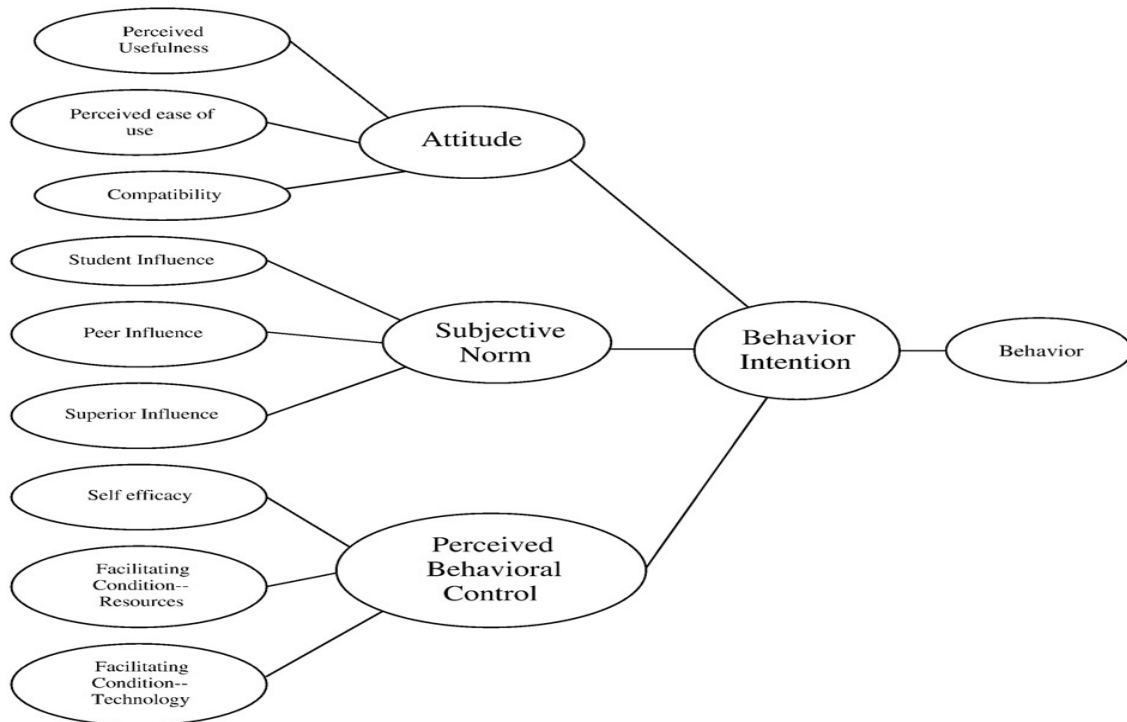 Perceived
Usefulness
Perceived ease of
use
Compatibility
Attitude
Student Influence
Peer Influence
Superior Influence
Subjective
Norm
Self efficacy
Facilitating
Condition--
Resources
Facilitating
Condition--
Technology
Perceived
Behavioral
Control
Behavior
Intention
Behavior